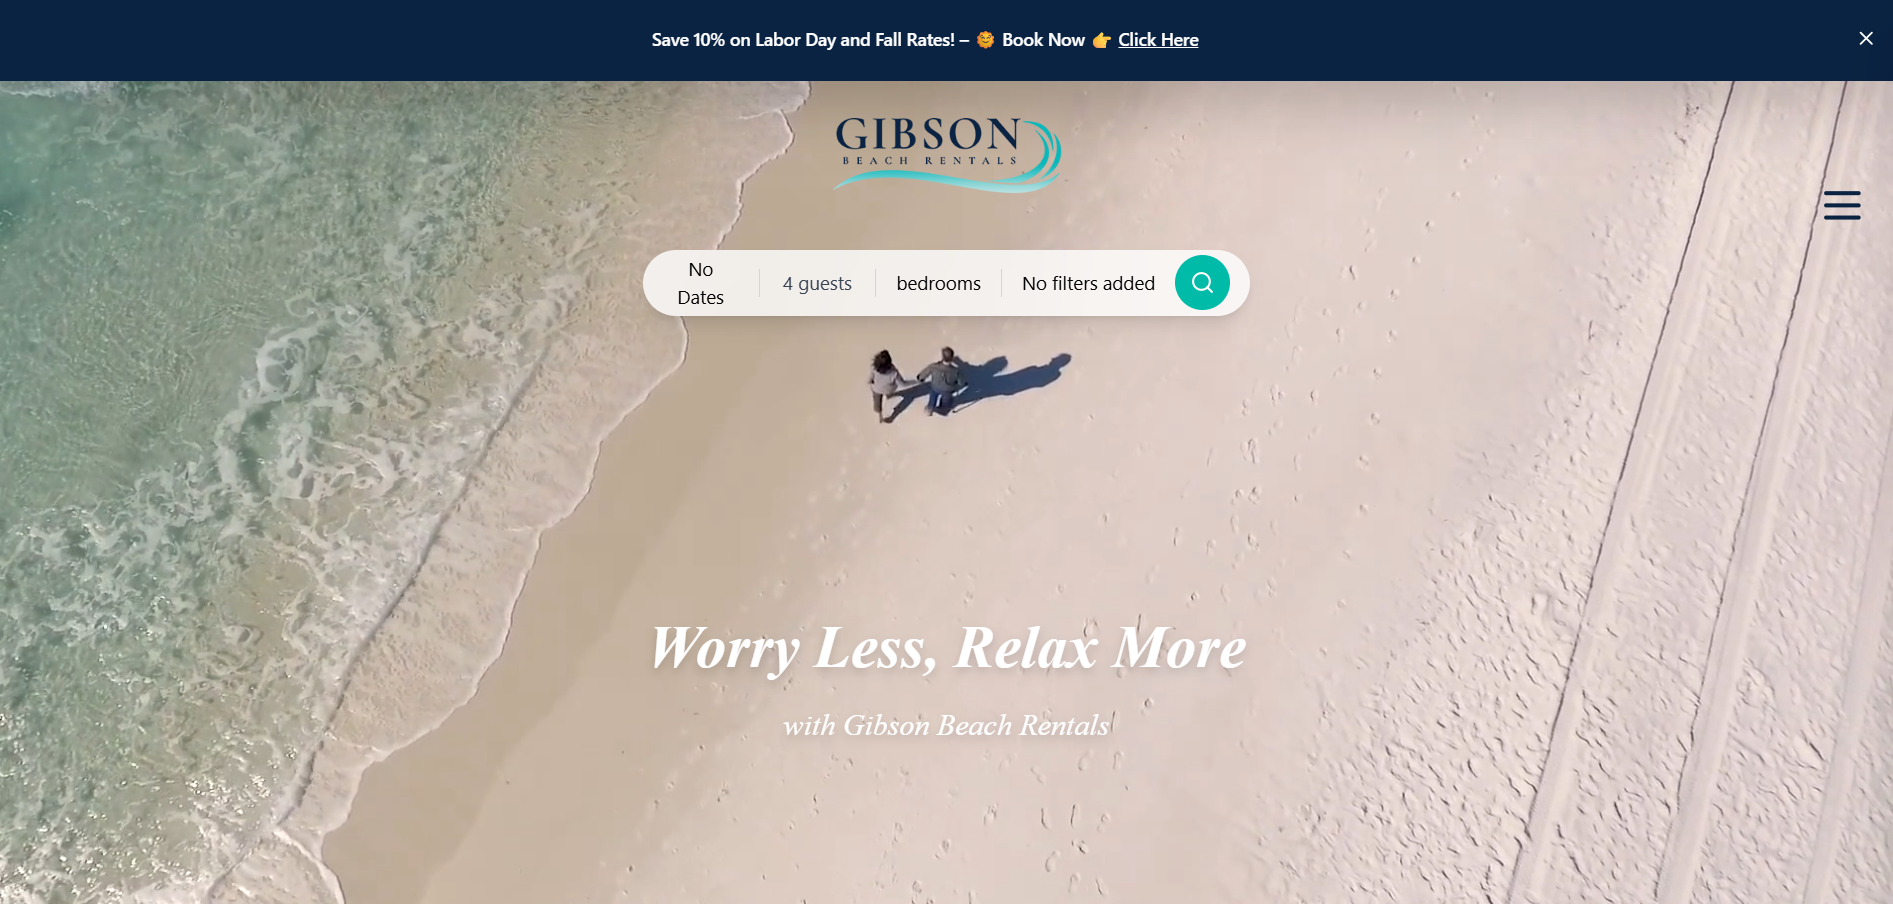 Save 10% on Labor Day and Fall Rates! – 🌞 Book Now 👉 Click Here
GIBSON
BEACH RENTALS
No Dates
4 guests
bedrooms
No filters added
Worry Less, Relax More
with Gibson Beach Rentals